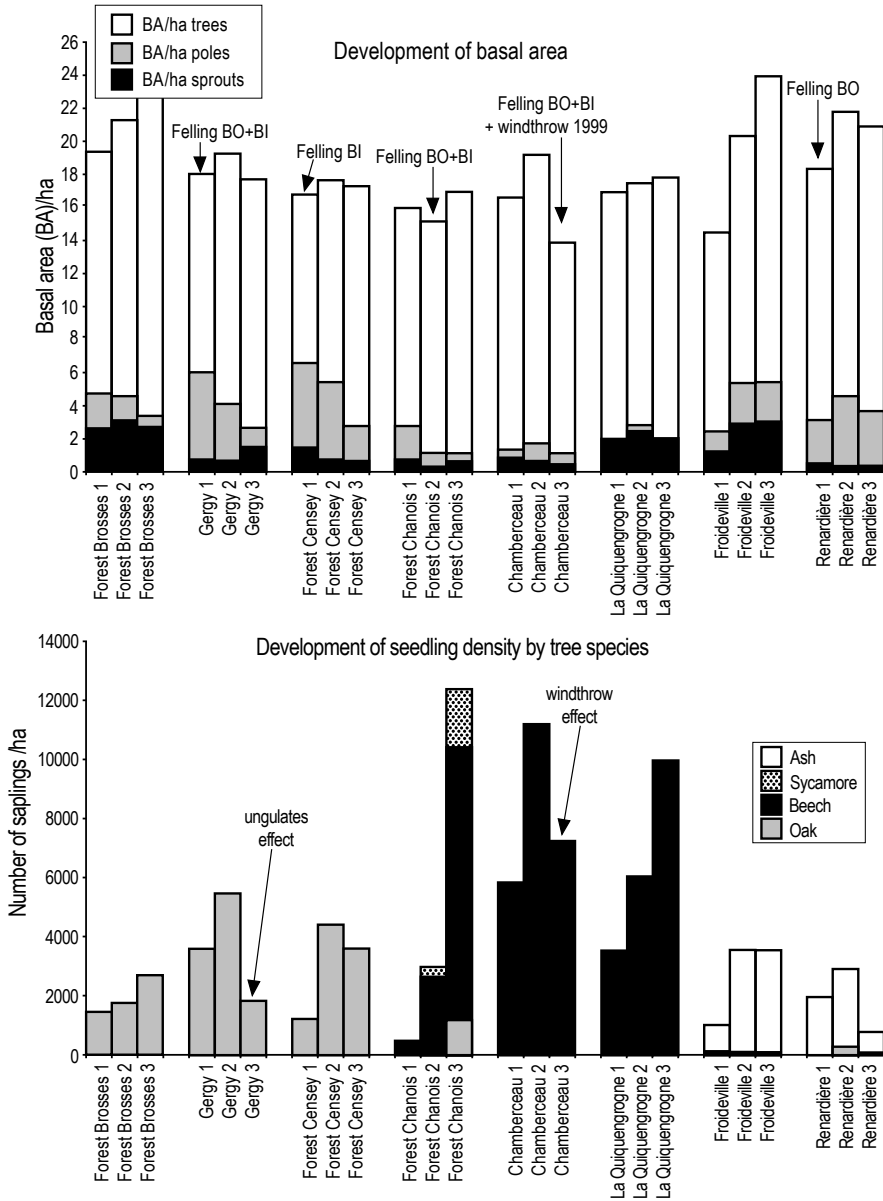 BA/ha trees
BA/ha poles
BA/ha sprouts
Development of basal area
Basal area (BA)/ha
26
24
22
20
18
16
14
12
10
8
6
4
2
0
Felling BO+BI
Felling BI
Felling BO+BI
Felling BO+BI
+ windthrow 1999
Felling BO
Forest Brosses 1
Forest Brosses 2
Forest Brosses 3
Gergy 1
Gergy 2
Gergy 3
Forest Censey 1
Forest Censey 2
Forest Censey 3
Forest Chanois 1
Forest Chanois 2
Forest Chanois 3
Chamberceau 1
Chamberceau 2
Chamberceau 3
La Quiquengrogne 1
La Quiquengrogne 2
La Quiquengrogne 3
Froideville 1
Froideville 2
Froideville 3
Renardière 1
Renardière 2
Renardière 3
Development of seedling density by tree species
Number of saplings /ha
14000
12000
10000
8000
6000
4000
2000
0
ungulates
effect
windthrow
effect
Ash
Sycamore
Beech
Oak
Forest Brosses 1
Forest Brosses 2
Forest Brosses 3
Gergy 1
Gergy 2
Gergy 3
Forest Censey 1
Forest Censey 2
Forest Censey 3
Forest Chanois 1
Forest Chanois 2
Forest Chanois 3
Chamberceau 1
Chamberceau 2
Chamberceau 3
La Quiquengrogne 1
La Quiquengrogne 2
La Quiquengrogne 3
Froideville 1
Froideville 2
Froideville 3
Renardière 1
Renardière 2
Renardière 3